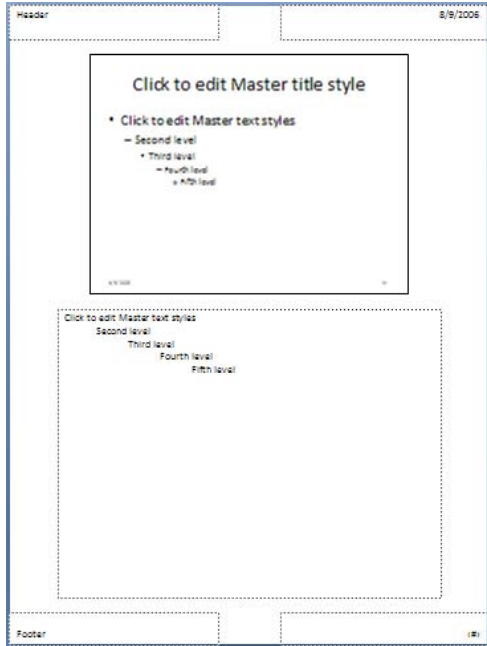 Header
8/9/2006
Click to edit Master title style
• Click to edit Master text styles
– Second level
• Third level
– Fourth level
» Fifth level
Click to edit Master text styles
Second level
Third level
Fourth level
Fifth level
Footer
(#)